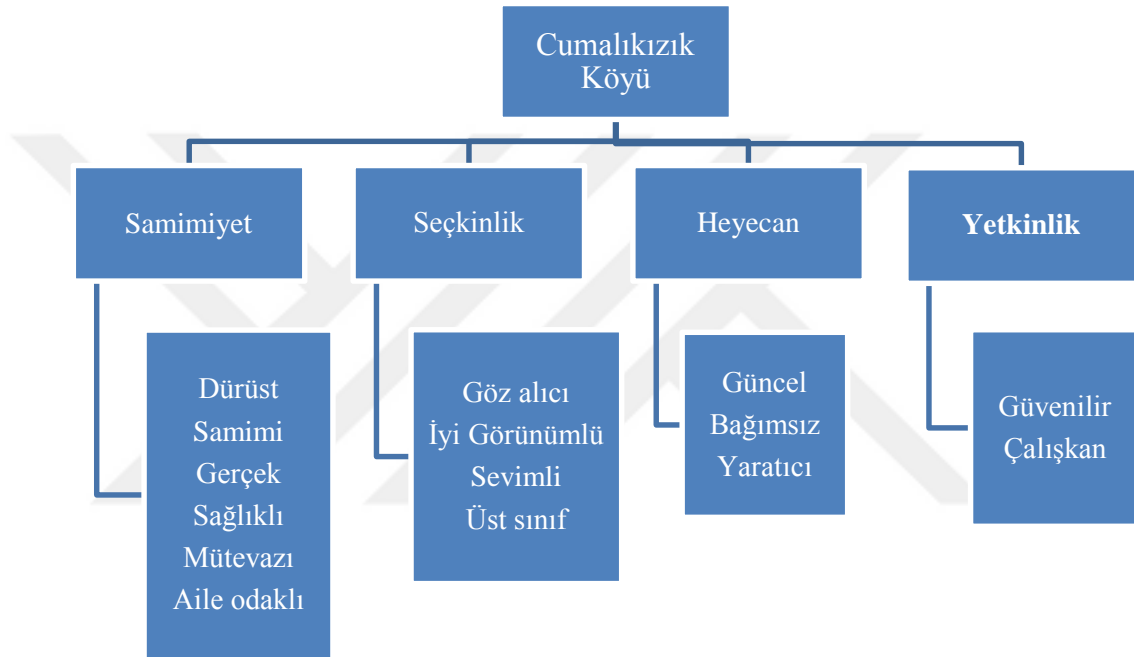 Cumalıkızık
Köyü
Samimiyet
Seçkinlik
Heyecan
Yetkinlik
Dürüst
Samimi
Gerçek
Sağlıklı
Mütevazı
Aile odaklı
Göz alıcı
İyi Görünümlü
Sevimli
Üst sınıf
Güncel
Bağımsız
Yaratıcı
Güvenilir
Çalışkan